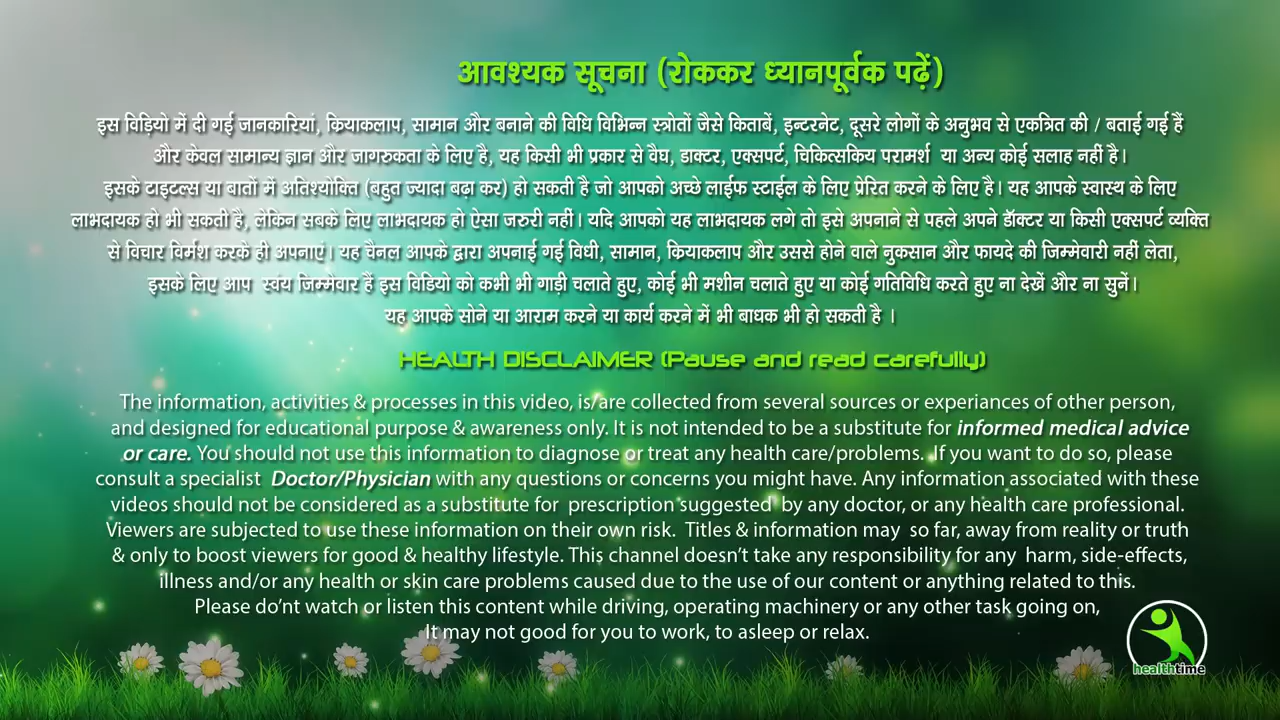 आवश्यक सूचना (रोककर ध्यानपूर्वक पढ़ें)
इस विड़ियो में दी गई जानकारियां, क्रियाकलाप, सामान और बनाने की विधि विभिन्न स्त्रोतों जैसे किताबें, इन्टरनेट, दूसरे लोगों के अनुभव से एकत्रित की / बताई गई हैं
और केवल सामान्य ज्ञान और जागरुकता के लिए है, यह किसी भी प्रकार से वैघ, डाक्टर, एक्सपर्ट, चिकित्सकिय परामर्श या अन्य कोई सलाह नहीं है।
इसके टाइटल्स या बातों में अतिश्योक्ति (बहुत ज्यादा बढ़ा कर) हो सकती है जो आपको अच्छे लाईफ स्टाईल के लिए प्रेरित करने के लिए है। यह आपके स्वास्थ के लिए
लाभदायक हो भी सकती है, लेकिन सबके लिए लाभदायक हो ऐसा जरुरी नहीं। यदि आपको यह लाभदायक लगे तो इसे अपनाने से पहले अपने डॉक्टर या किसी एक्सपर्ट व्यक्ति
से विचार विर्मश करके ही अपनाएं। यह चैनल आपके द्वारा अपनाई गई विधी, सामान, क्रियाकलाप और उससे होने वाले नुकसान और फायदे की जिम्मेवारी नहीं लेता,
इसके लिए आप स्वंय जिम्मेवार हैं इस विडियो को कभी भी गाड़ी चलाते हुए, कोई भी मशीन चलाते हुए या कोई गतिविधि करते हुए ना देखें और ना सुनें।
यह आपके सोने या आराम करने या कार्य करने में भी बाधक भी हो सकती है ।
HEALTH DISCLAIMER (Pause and read carefully)
The information, activities & processes in this video, is/are collected from several sources or experiances of other person,
and designed for educational purpose & awareness only. It is not intended to be a substitute for informed medical advice
or care. You should not use this information to diagnose or treat any health care/problems. If you want to do so, please
consult a specialist Doctor/Physician with any questions or concerns you might have. Any information associated with these
videos should not be considered as a substitute for prescription suggested by any doctor, or any health care professional.
Viewers are subjected to use these information on their own risk. Titles & information may so far, away from reality or truth
& only to boost viewers for good & healthy lifestyle. This channel doesn't take any responsibility for any harm, side-effects,
illness and/or any health or skin care problems caused due to the use of our content or anything related to this.
Please do'nt watch or listen this content while driving, operating machinery or any other task going on,
It may not good for you to work, to asleep or relax.
healthtime